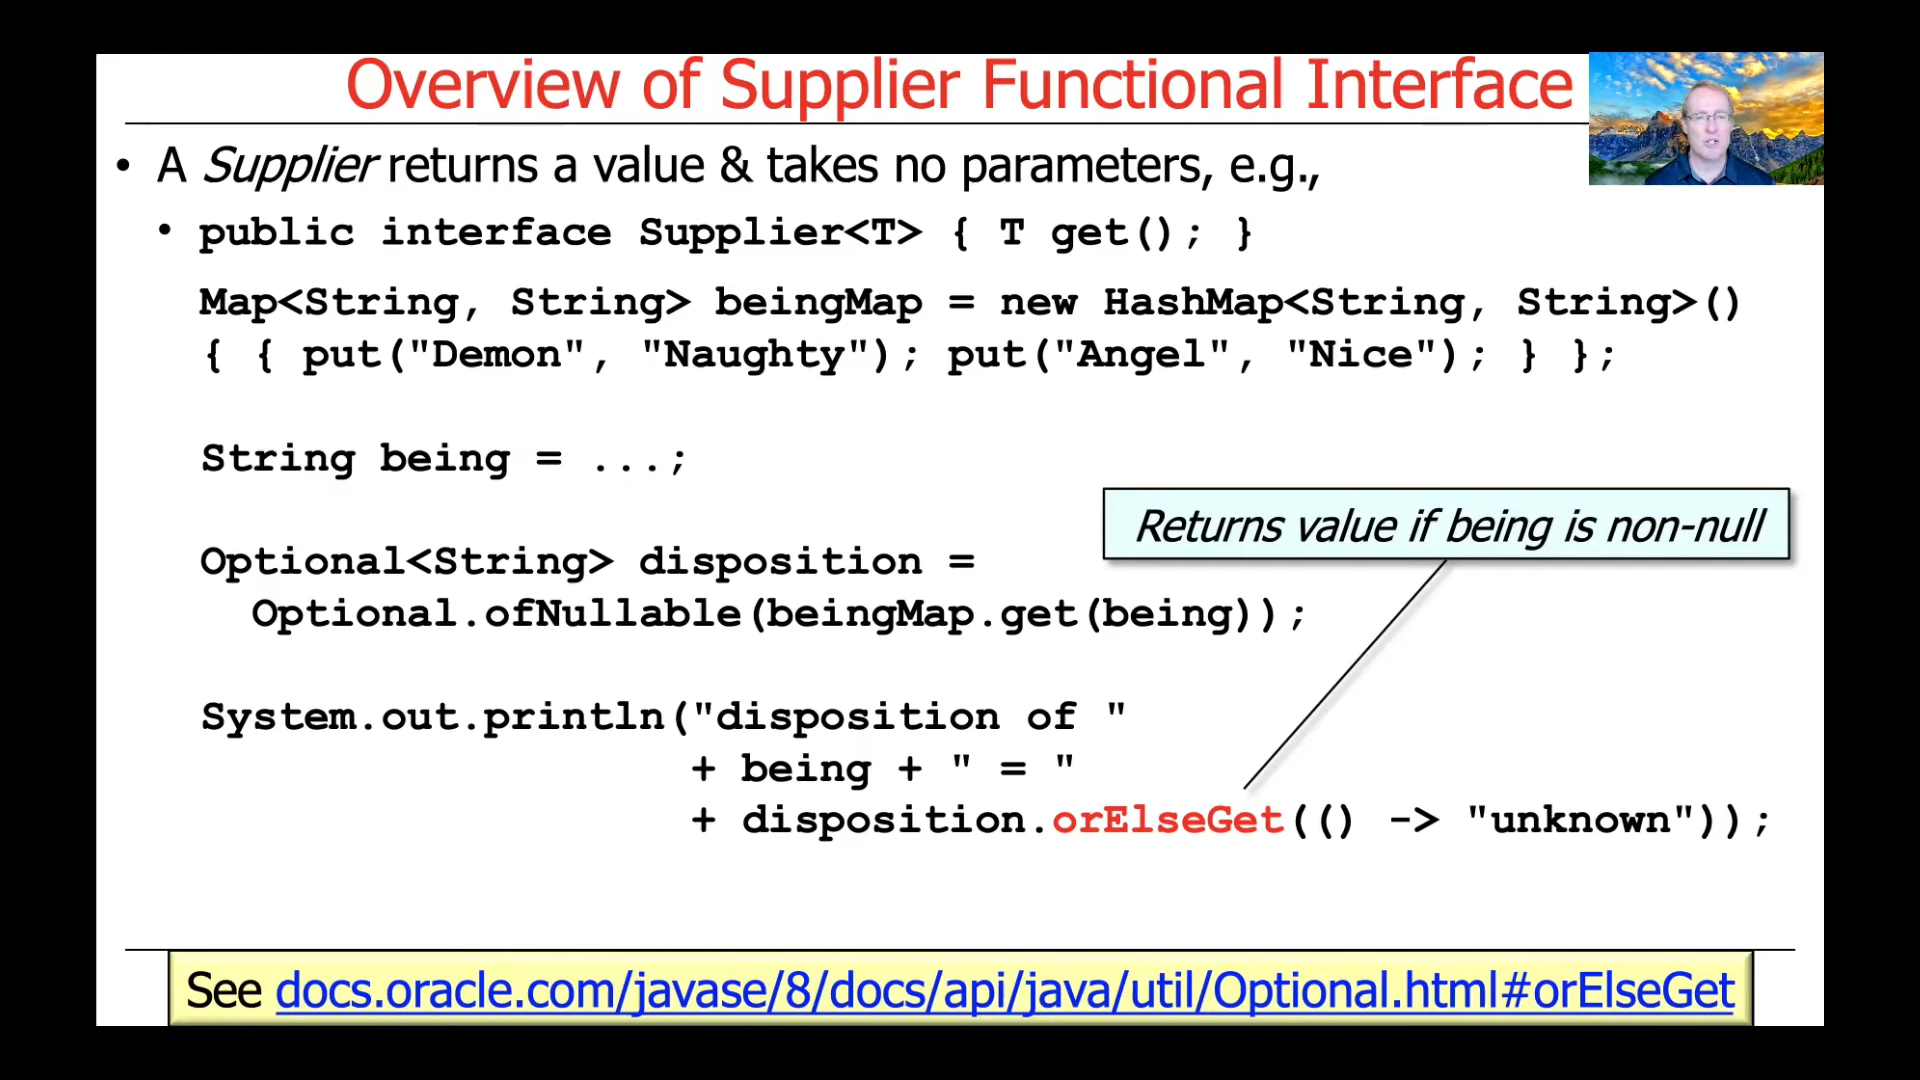 Overview of Supplier Functional Interface
• A Supplier returns a value & takes no parameters, e.g.,
• public interface Supplier<T> { T get(); }
Map<String, String> beingMap = new HashMap<String, String>()
{ { put("Demon", "Naughty"); put("Angel", "Nice"); } };
String being = ...;
Returns value if being is non-null
Optional<String> disposition =
Optional.ofNullable(beingMap.get(being));
System.out.println("disposition of "
+ being + " = "
+ disposition.orElseGet(() -> "unknown"));
See docs.oracle.com/javase/8/docs/api/java/util/Optional.html#orElseGet